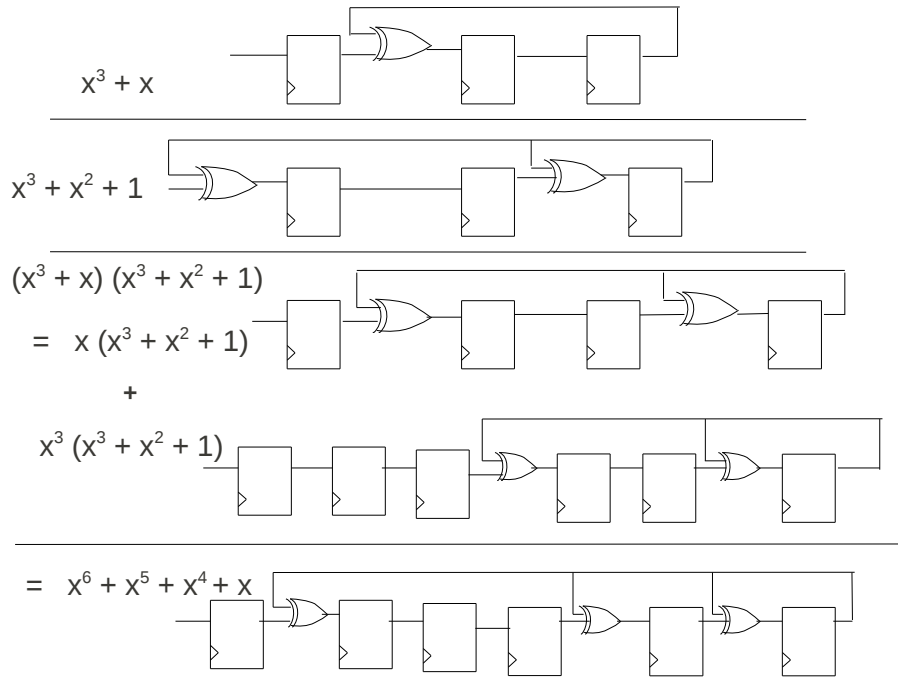 x³ + x
x³ + x² + 1
(x³ + x) (x³ + x² + 1)
= x (x³ + x² + 1)
+
x³ (x³ + x² + 1)
= x⁶ + x⁵ + x⁴ + x